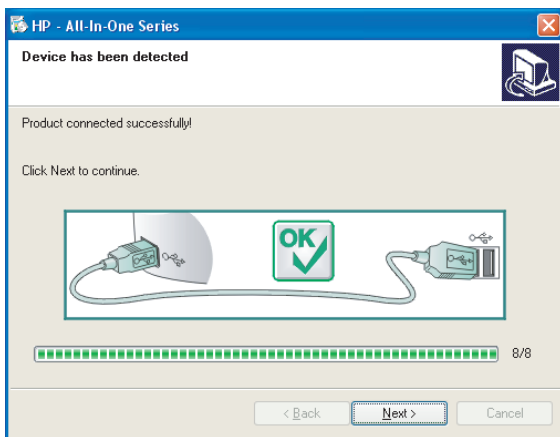 HP - All-In-One Series
Device has been detected
Product connected successfully!
Click Next to continue.
OK
8/8
< Back
Next >
Cancel